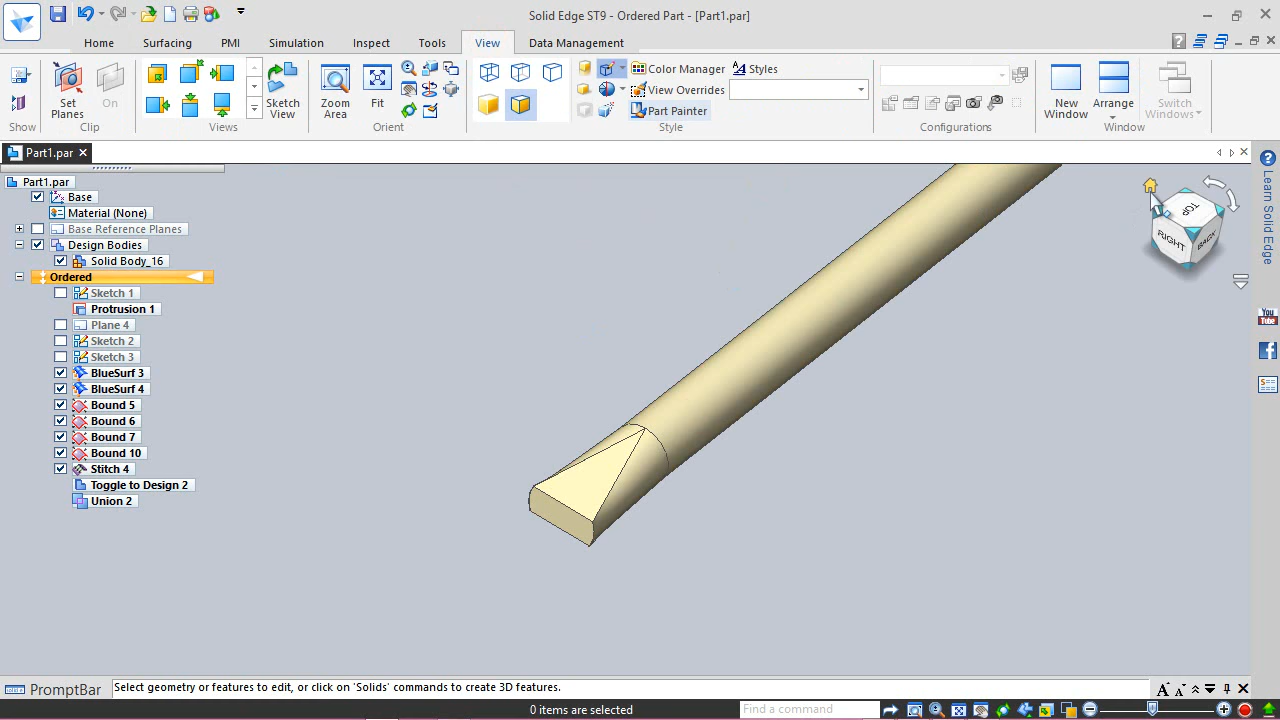 Solid Edge ST9 - Ordered Part - [Part1.par]
Home Surfacing PMI Simulation Inspect Tools View Data Management
Set Planes
On
Sketch View
Zoom Area
Fit
Color Manager
Styles
View Overrides
Part Painter
New Window
Arrange
Switch Windows
Show Clip Views Orient Style Configurations Window
Part1.par
Part1.par
Base
Material (None)
Base Reference Planes
Design Bodies
Solid Body_16
Ordered
Sketch 1
Protrusion 1
Plane 4
Sketch 2
Sketch 3
BlueSurf 3
BlueSurf 4
Bound 5
Bound 6
Bound 7
Bound 10
Stitch 4
Toggle to Design 2
Union 2
TOP
RIGHT
BACK
Learn Solid Edge
You Tube
PromptBar
Select geometry or features to edit, or click on 'Solids' commands to create 3D features.
0 items are selected
Find a command